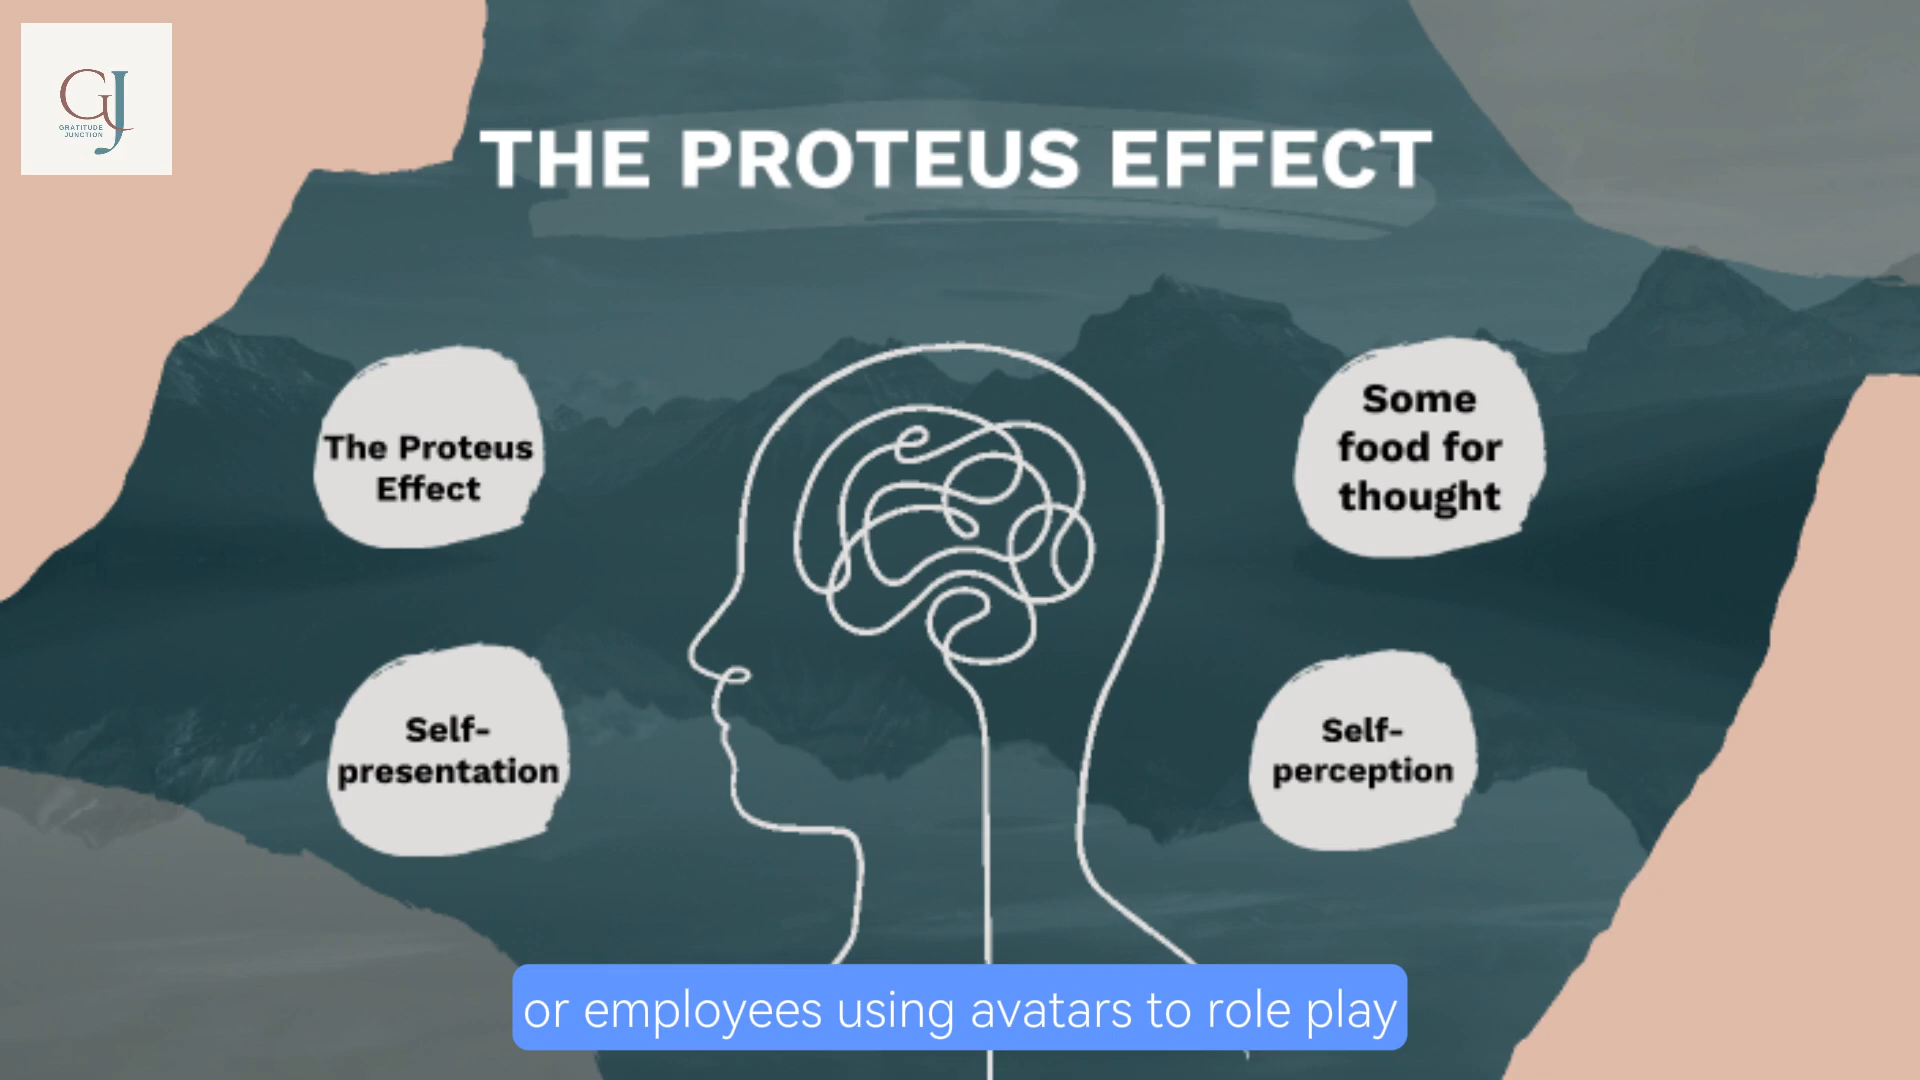 GJ
GRATITUDE
JUNCTION
THE PROTEUS EFFECT
The Proteus
Effect
Some
food for
thought
Self-
presentation
Self-
perception
or employees using avatars to role play